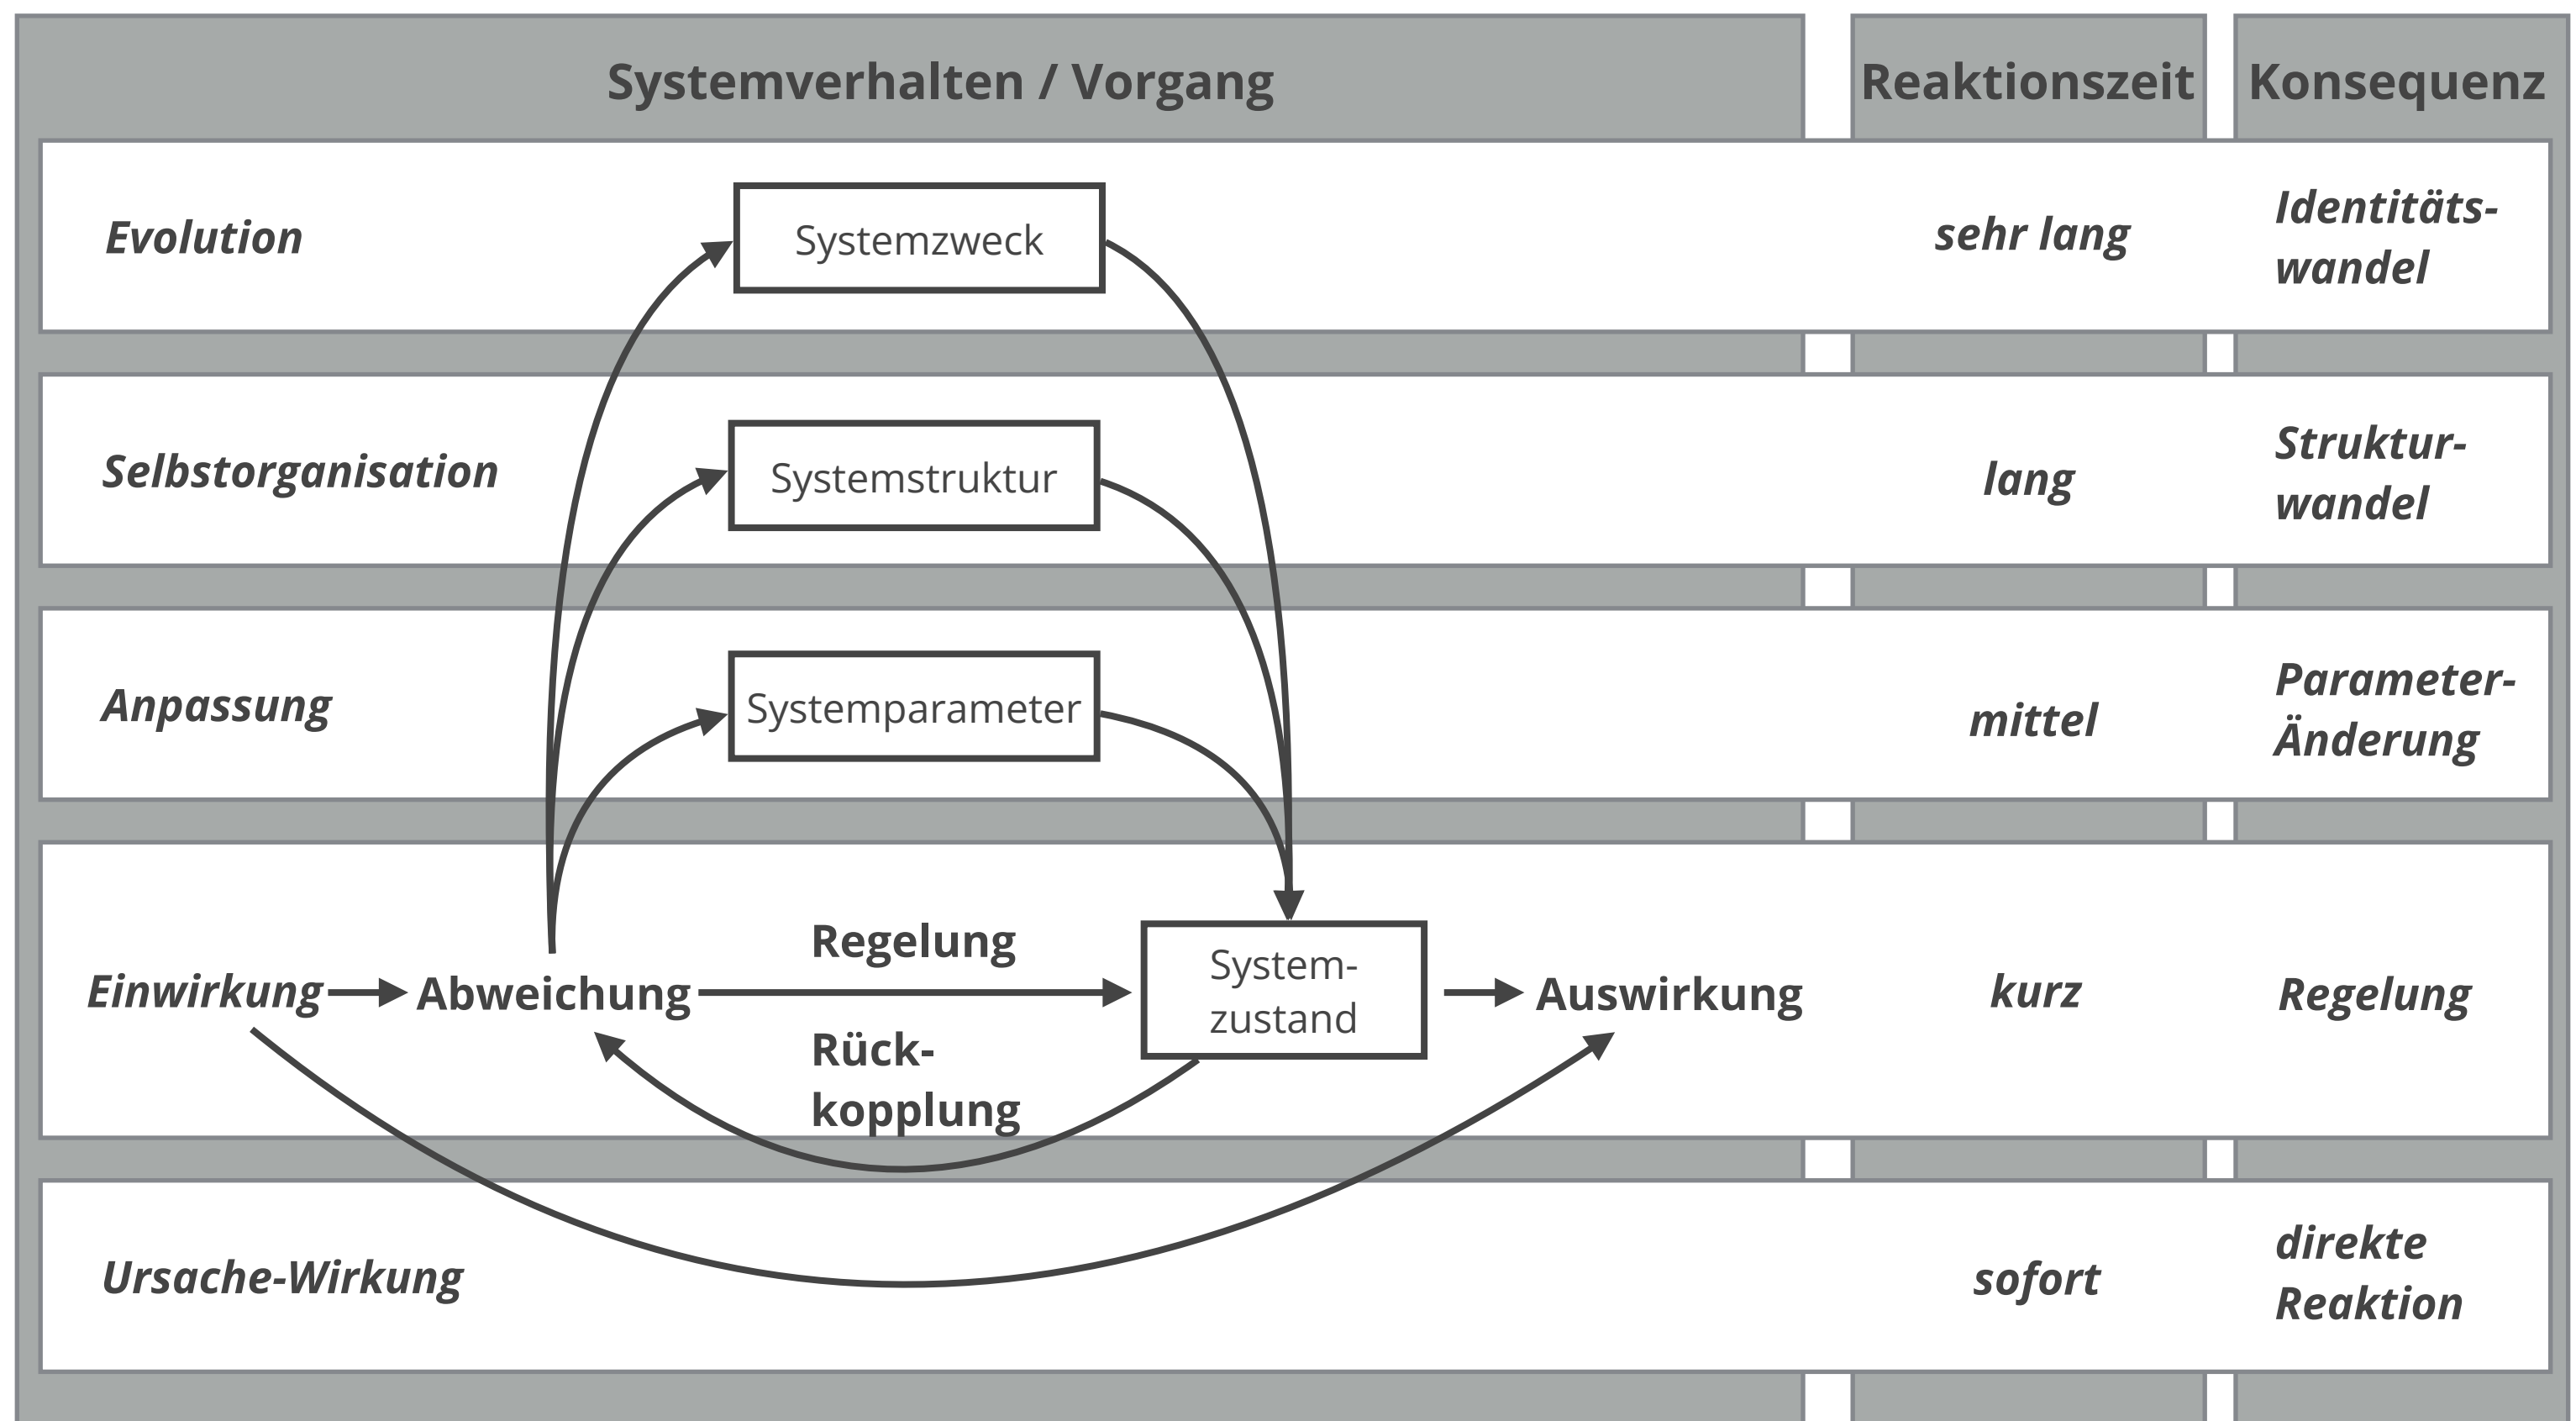 Systemverhalten / Vorgang
Reaktionszeit
Konsequenz
Evolution
Systemzweck
sehr lang
Identitäts-
wandel
Selbstorganisation
Systemstruktur
lang
Struktur-
wandel
Anpassung
Systemparameter
mittel
Parameter-
Änderung
Einwirkung
Abweichung
Regelung
Rück-
kopplung
System-
zustand
Auswirkung
kurz
Regelung
Ursache-Wirkung
sofort
direkte
Reaktion